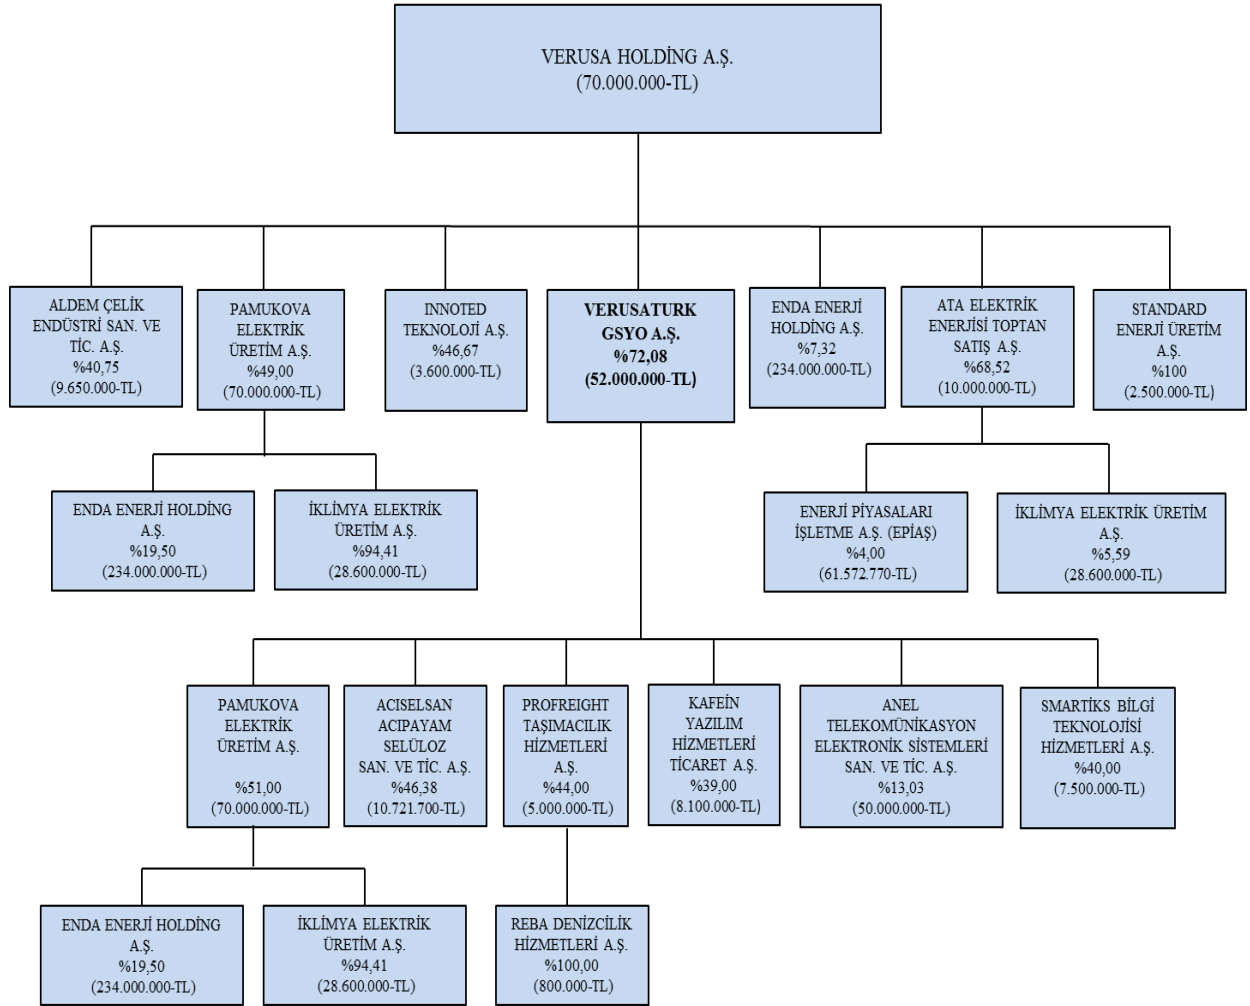 VERUSA HOLDİNG A.Ş.
(70.000.000-TL)
ALDEM ÇELİK
ENDÜSTRİ SAN. VE
TİC. A.Ş.
%40,75
(9.650.000-TL)
PAMUKOVA
ELEKTRİK
ÜRETİM A.Ş.
%49,00
(70.000.000-TL)
INNOTED
TEKNOLOJİ A.Ş.
%46,67
(3.600.000-TL)
VERUSATURK
GSYO A.Ş.
%72,08
(52.000.000-TL)
ENDA ENERJİ
HOLDİNG A.Ş.
%7,32
(234.000.000-TL)
ATA ELEKTRİK
ENERJİSİ TOPTAN
SATIŞ A.Ş.
%68,52
(10.000.000-TL)
STANDARD
ENERJİ ÜRETİM
A.Ş.
%100
(2.500.000-TL)
ENDA ENERJİ HOLDİNG
A.Ş.
%19,50
(234.000.000-TL)
İKLİMYA ELEKTRİK
ÜRETİM A.Ş.
%94,41
(28.600.000-TL)
ENERJİ PİYASALARI
İŞLETME A.Ş. (EPİAŞ)
%4,00
(61.572.770-TL)
İKLİMYA ELEKTRİK ÜRETİM
A.Ş.
%5,59
(28.600.000-TL)
PAMUKOVA
ELEKTRİK
ÜRETİM A.Ş.
%51,00
(70.000.000-TL)
ACISELSAN
ACIPAYAM
SELÜLOZ
SAN. VE TİC. A.Ş.
%46,38
(10.721.700-TL)
PROFREIGHT
TAŞIMACILIK
HİZMETLERİ
A.Ş.
%44,00
(5.000.000-TL)
KAFEİN
YAZILIM
HİZMETLERİ
TİCARET A.Ş.
%39,00
(8.100.000-TL)
ANEL
TELEKOMÜNİKASYON
ELEKTRONİK SİSTEMLERİ
SAN. VE TİC. A.Ş.
%13,03
(50.000.000-TL)
SMARTİKS BİLGİ
TEKNOLOJİSİ
HİZMETLERİ A.Ş.
%40,00
(7.500.000-TL)
ENDA ENERJİ HOLDİNG
A.Ş.
%19,50
(234.000.000-TL)
İKLİMYA ELEKTRİK
ÜRETİM A.Ş.
%94,41
(28.600.000-TL)
REBA DENİZCİLİK
HİZMETLERİ A.Ş.
%100,00
(800.000-TL)